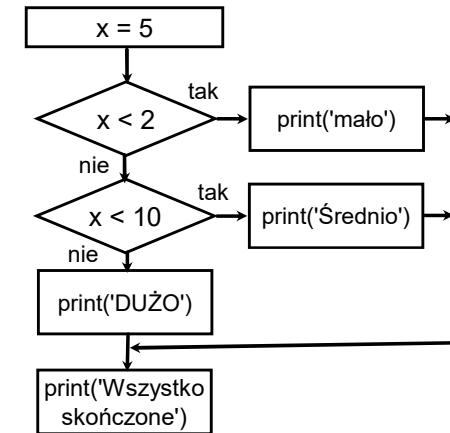 x = 5
tak
x < 2
print('mało')
nie
tak
x < 10
print('Średnio')
nie
print('DUŻO')
print('Wszystko
skończone')